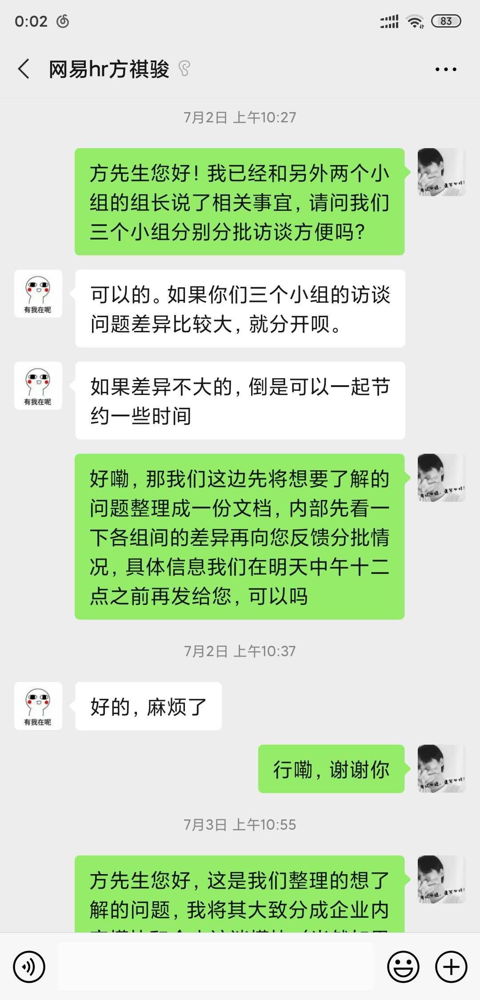 0:02
83
网易hr方祺骏
7月2日 上午10:27
方先生您好！我已经和另外两个小
组的组长说了相关事宜，请问我们
三个小组分别分批访谈方便吗？
可以的。如果你们三个小组的访谈
问题差异比较大，就分开呗。
有我在呢
如果差异不大的，倒是可以一起节
约一些时间
有我在呢
好嘞，那我们这边先将想要了解的
问题整理成一份文档，内部先看一
下各组间的差异再向您反馈分批情
况，具体信息我们在明天中午十二
点之前再发给您，可以吗
7月2日 上午10:37
好的，麻烦了
有我在呢
行嘞，谢谢你
7月3日 上午10:55
方先生您好，这是我们整理的想了
解的问题，我将其大致分成企业内